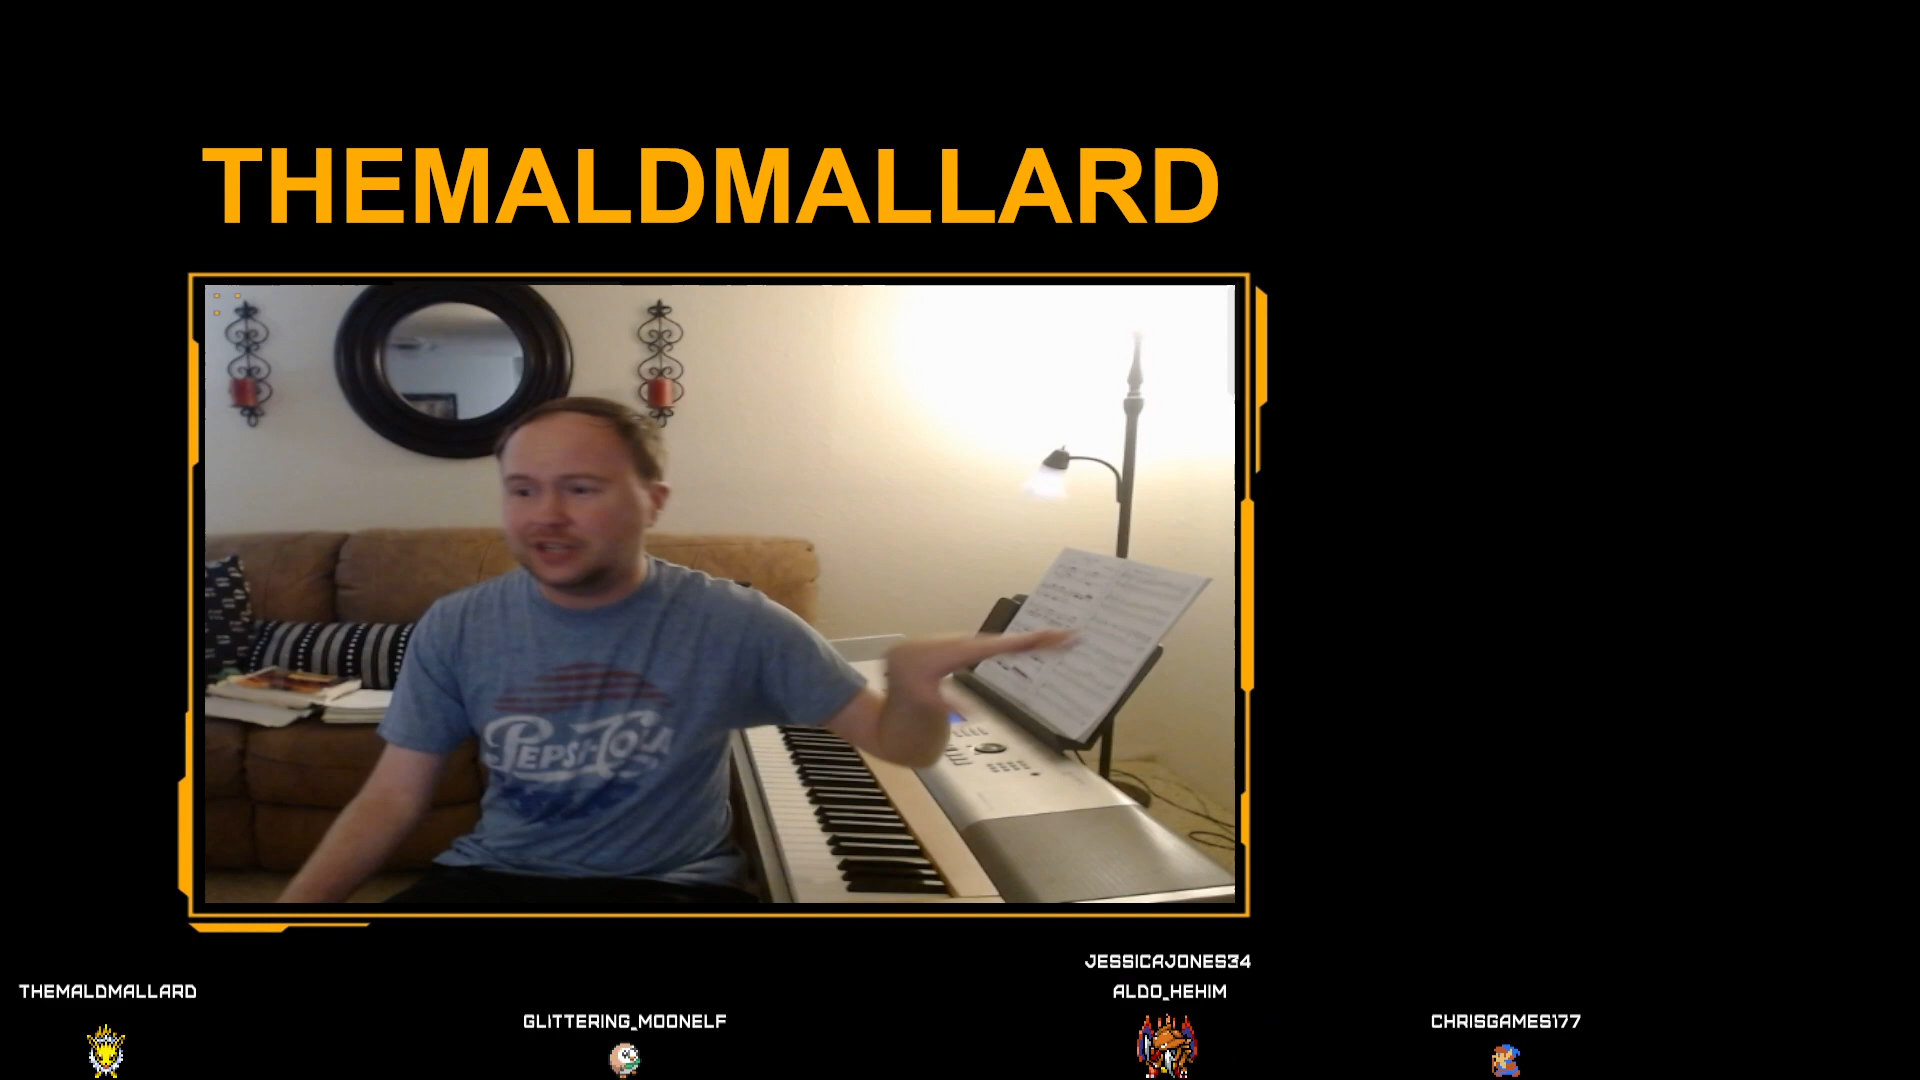 THEMALDMALLARD
PEPSI-COLA
JESSICAJONES34
THEMALDMALLARD
ALDO_HEHIM
GLITTERING_MOONELF
CHRISGAMES177